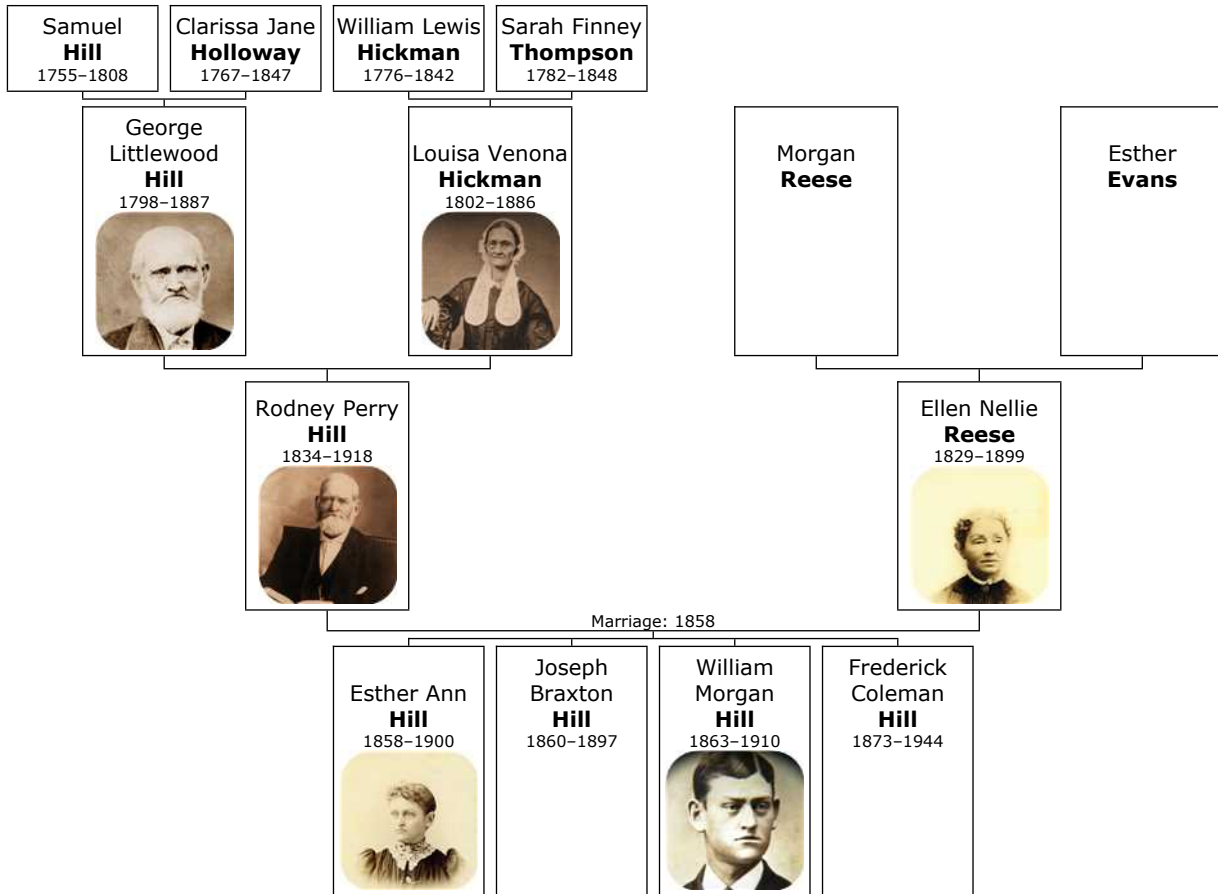 Samuel
Hill
1755–1808
Clarissa Jane
Holloway
1767–1847
William Lewis
Hickman
1776–1842
Sarah Finney
Thompson
1782–1848
George
Littlewood
Hill
1798–1887
Louisa Venona
Hickman
1802–1886
Morgan
Reese
Esther
Evans
Rodney Perry
Hill
1834–1918
Ellen Nellie
Reese
1829–1899
Marriage: 1858
Esther Ann
Hill
1858–1900
Joseph
Braxton
Hill
1860–1897
William
Morgan
Hill
1863–1910
Frederick
Coleman
Hill
1873–1944